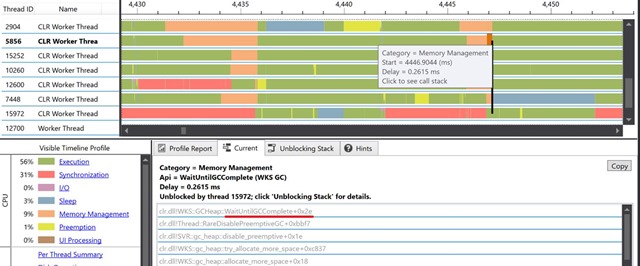 Thread ID Name 4,430 4,435 4,440 4,445 4,450
2904 CLR Worker Thread
5856 CLR Worker Threa
15252 CLR Worker Thread
10260 CLR Worker Thread
12600 CLR Worker Thread
7448 CLR Worker Thread
15972 CLR Worker Thread
12700 Worker Thread
Category = Memory Management
Start = 4446.9044 (ms)
Delay = 0.2615 ms
Click to see call stack
Visible Timeline Profile
CPU
56% Execution
31% Synchronization
0% I/O
3% Sleep
9% Memory Management
1% Preemption
0% UI Processing
Per Thread Summary
Profile Report Current Unblocking Stack Hints
Category = Memory Management
Api = WaitUntilGCComplete (WKS GC)
Delay = 0.2615 ms
Unblocked by thread 15972; click 'Unblocking Stack' for details.
Copy
clr.dll!WKS::GCHeap::WaitUntilGCComplete+0x2e
clr.dll!Thread::RareDisablePreemptiveGC+0xbbf7
clr.dll!SVR::gc_heap::disable_preemptive+0x1e
clr.dll!WKS::gc_heap::try_allocate_more_space+0xc837
clr.dll!WKS::gc_heap::allocate_more_space+0x18